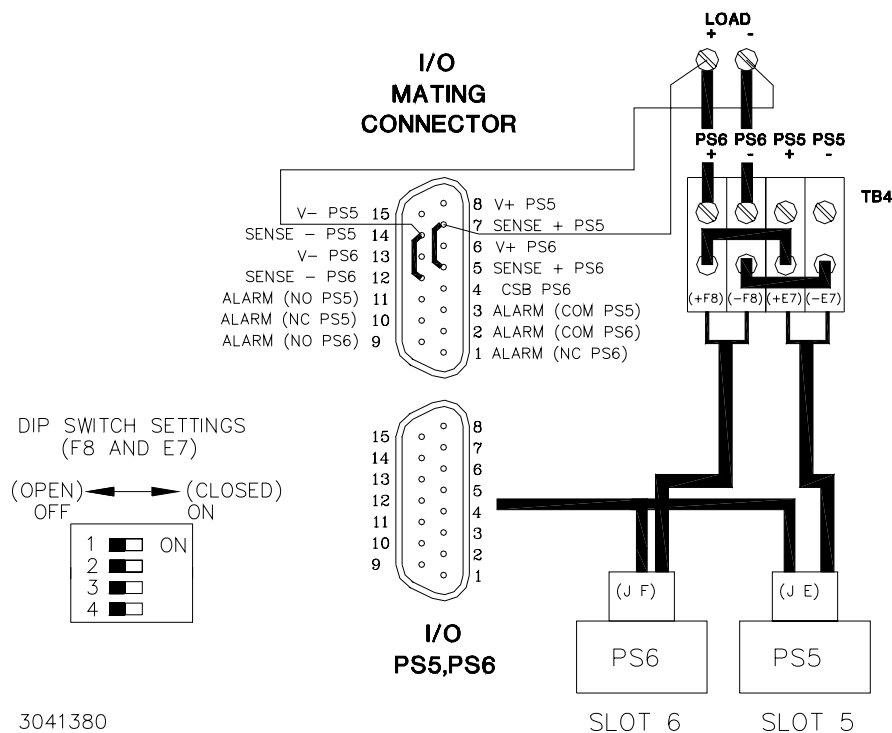 LOAD
+ -
I/O
MATING
CONNECTOR
PS6 PS6 PS5 PS5
+ - + -
TB4
V- PS5 15
SENSE - PS5 14
V- PS6 13
SENSE - PS6 12
ALARM (NO PS5) 11
ALARM (NC PS5) 10
ALARM (NO PS6) 9
8 V+ PS5
7 SENSE + PS5
6 V+ PS6
5 SENSE + PS6
4 CSB PS6
3 ALARM (COM PS5)
2 ALARM (COM PS6)
1 ALARM (NC PS6)
(+F8) (-F8) (+E7) (-E7)
DIP SWITCH SETTINGS
(F8 AND E7)
(OPEN) (CLOSED)
OFF ON
1 ON
2
3
4
15
14
13
12
11
10
9
8
7
6
5
4
3
2
1
I/O
PS5,PS6
(J F) (J E)
PS6 PS5
SLOT 6 SLOT 5
3041380